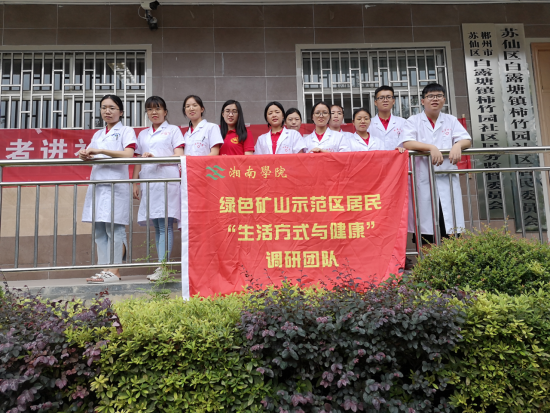 者进社
湘南學院
绿色矿山示范区居民
“生活方式与健康”
调研团队
郴州市
苏仙区白露塘镇柿竹园社区
苏仙区白露塘镇柿竹园社区